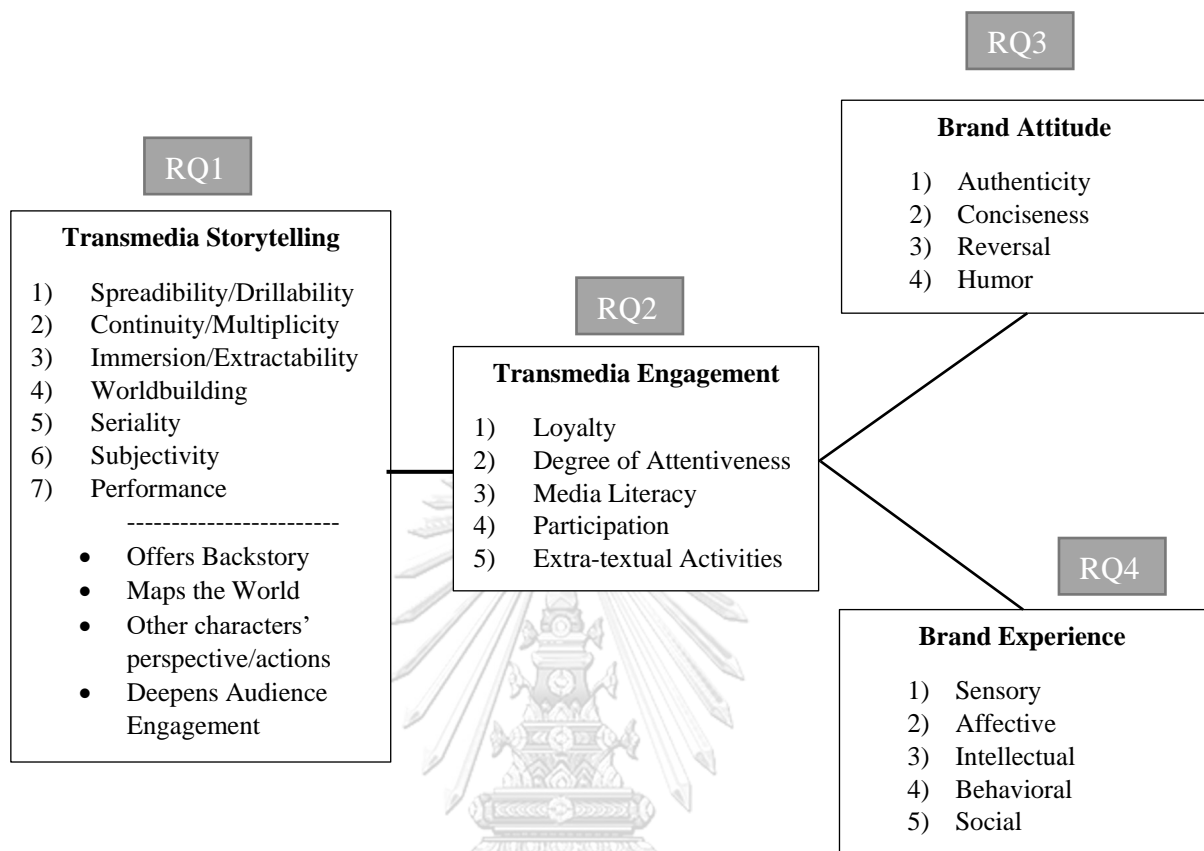 RQ1
Transmedia Storytelling
1) Spreadibility/Drillability
2) Continuity/Multiplicity
3) Immersion/Extractability
4) Worldbuilding
5) Seriality
6) Subjectivity
7) Performance
------------------------
• Offers Backstory
• Maps the World
• Other characters’
perspective/actions
• Deepens Audience
Engagement
RQ2
Transmedia Engagement
1) Loyalty
2) Degree of Attentiveness
3) Media Literacy
4) Participation
5) Extra-textual Activities
RQ3
Brand Attitude
1) Authenticity
2) Conciseness
3) Reversal
4) Humor
RQ4
Brand Experience
1) Sensory
2) Affective
3) Intellectual
4) Behavioral
5) Social